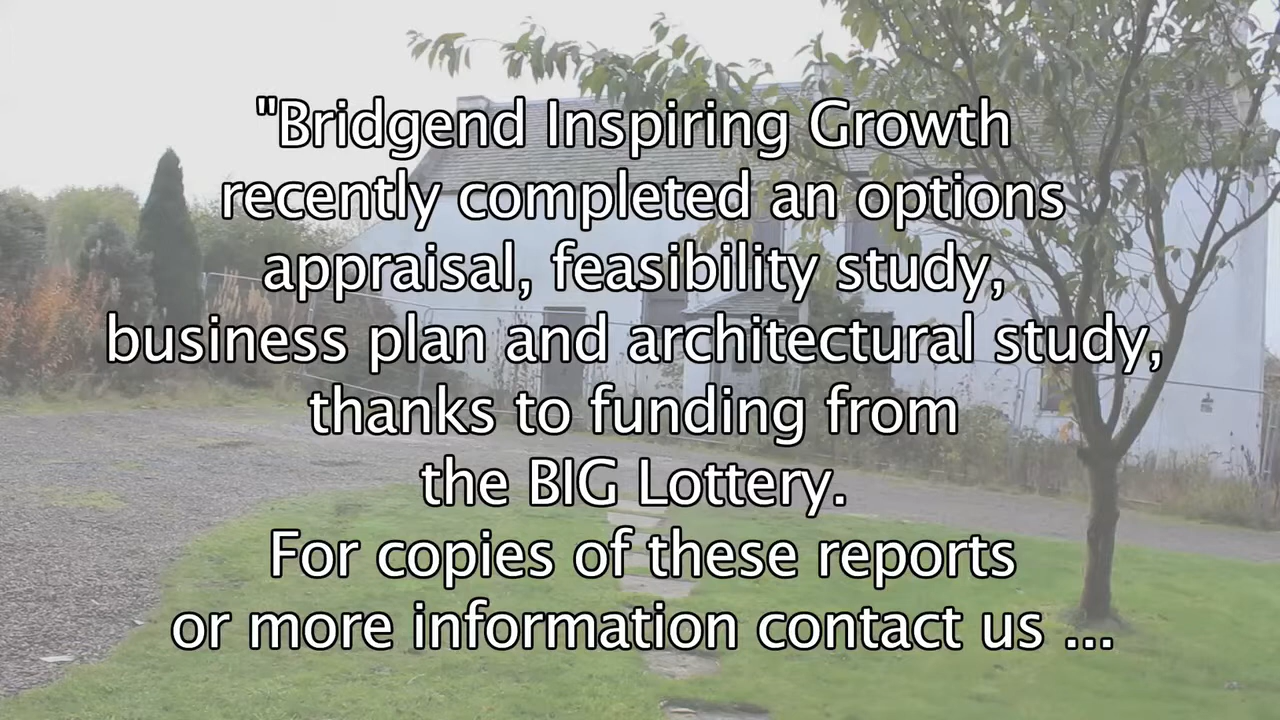 "Bridgend Inspiring Growth
recently completed an options
appraisal, feasibility study,
business plan and architectural study,
thanks to funding from
the BIG Lottery.
For copies of these reports
or more information contact us ...